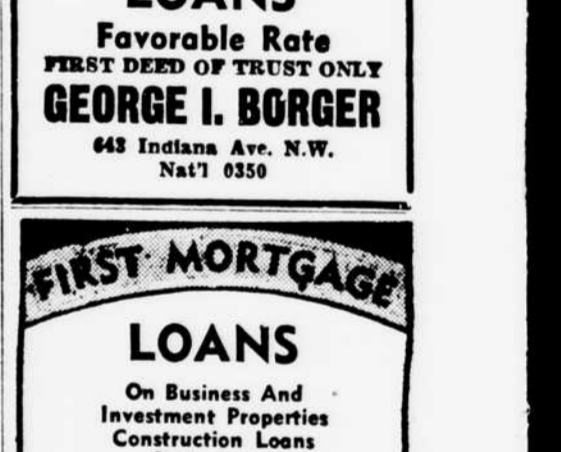 LOANS
Favorable Rate
FIRST DEED OF TRUST ONLY
GEORGE I. BORGER
643 Indiana Ave. N.W.
Nat'l 0350
FIRST MORTGAGE
LOANS
On Business And
Investment Properties
Construction Loans